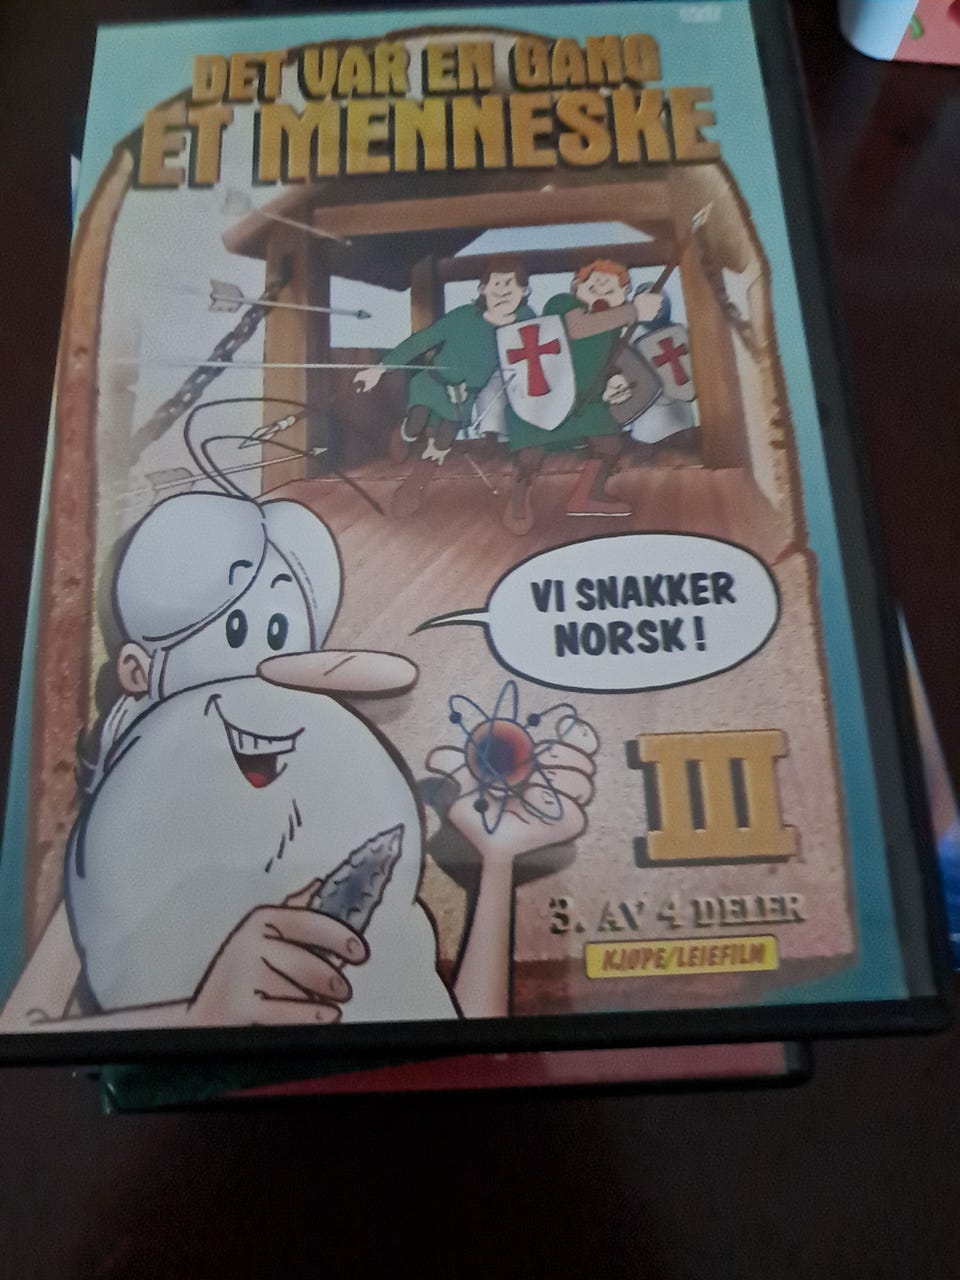 DET VAR EN GANG
ET MENNESKE
VI SNAKKER
NORSK!
III
3. AV 4 DELER
KJØPE/LEIEFILM